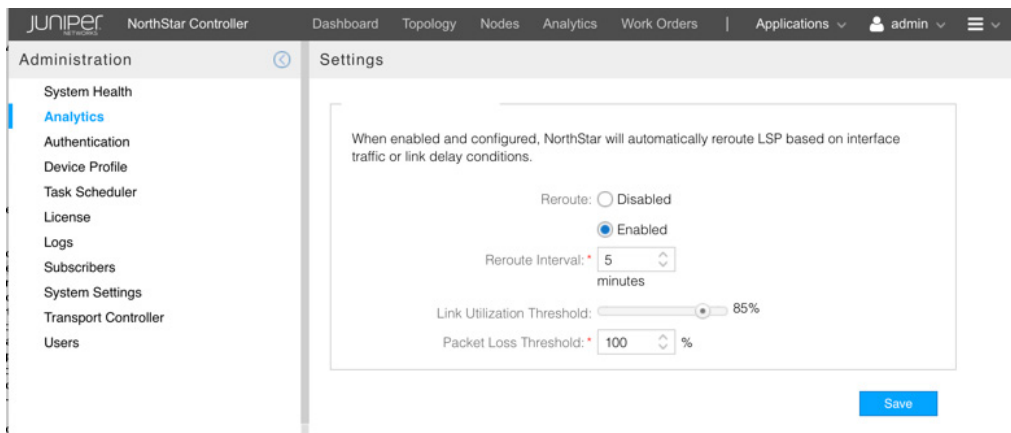 JUNIPER NETWORKS NorthStar Controller Dashboard Topology Nodes Analytics Work Orders | Applications admin
Administration
System Health
Analytics
Authentication
Device Profile
Task Scheduler
License
Logs
Subscribers
System Settings
Transport Controller
Users
Settings
When enabled and configured, NorthStar will automatically reroute LSP based on interface
traffic or link delay conditions.
Reroute: Disabled
Enabled
Reroute Interval:* 5
minutes
Link Utilization Threshold: 85%
Packet Loss Threshold:* 100 %
Save